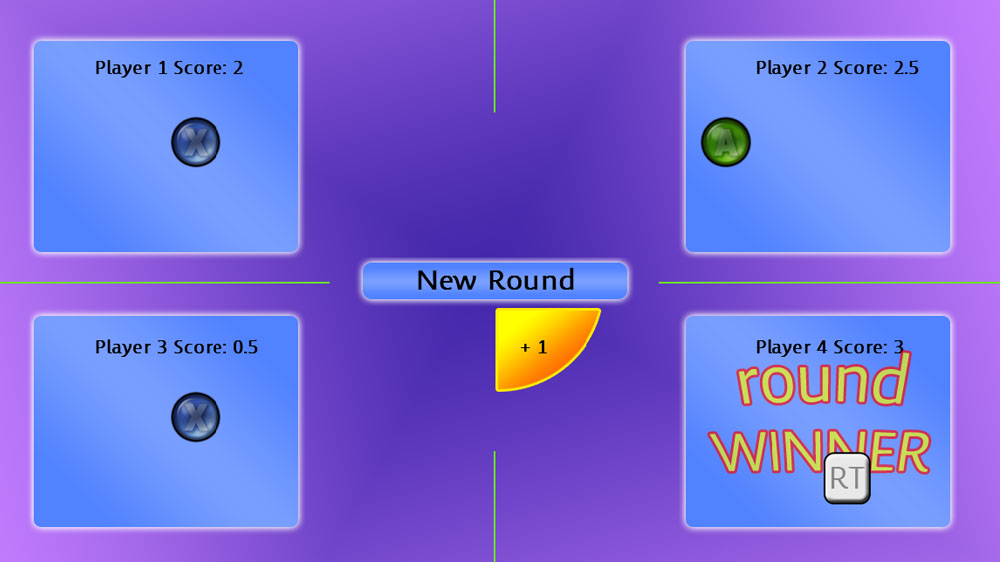 Player 1 Score: 2
X
Player 2 Score: 2.5
A
New Round
+ 1
Player 3 Score: 0.5
X
Player 4 Score: 3
round
WINNER
RT